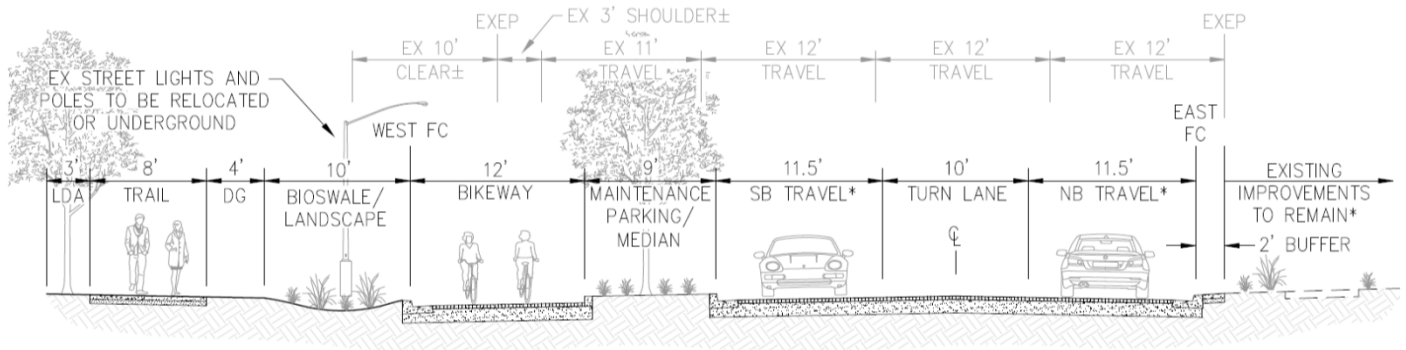 EXEP
EX 3' SHOULDER±
EXEP
EX 10'
CLEAR±
EX 11'
TRAVEL
EX 12'
TRAVEL
EX 12'
TRAVEL
EX 12'
TRAVEL
EX STREET LIGHTS AND
POLES TO BE RELOCATED
OR UNDERGROUND
WEST FC
EAST
FC
3'
LDA
8'
TRAIL
4'
DG
10'
BIOSWALE/
LANDSCAPE
12'
BIKEWAY
9'
MAINTENANCE
PARKING/
MEDIAN
11.5'
SB TRAVEL*
10'
TURN LANE
℄
11.5'
NB TRAVEL*
EXISTING
IMPROVEMENTS
TO REMAIN*
2' BUFFER